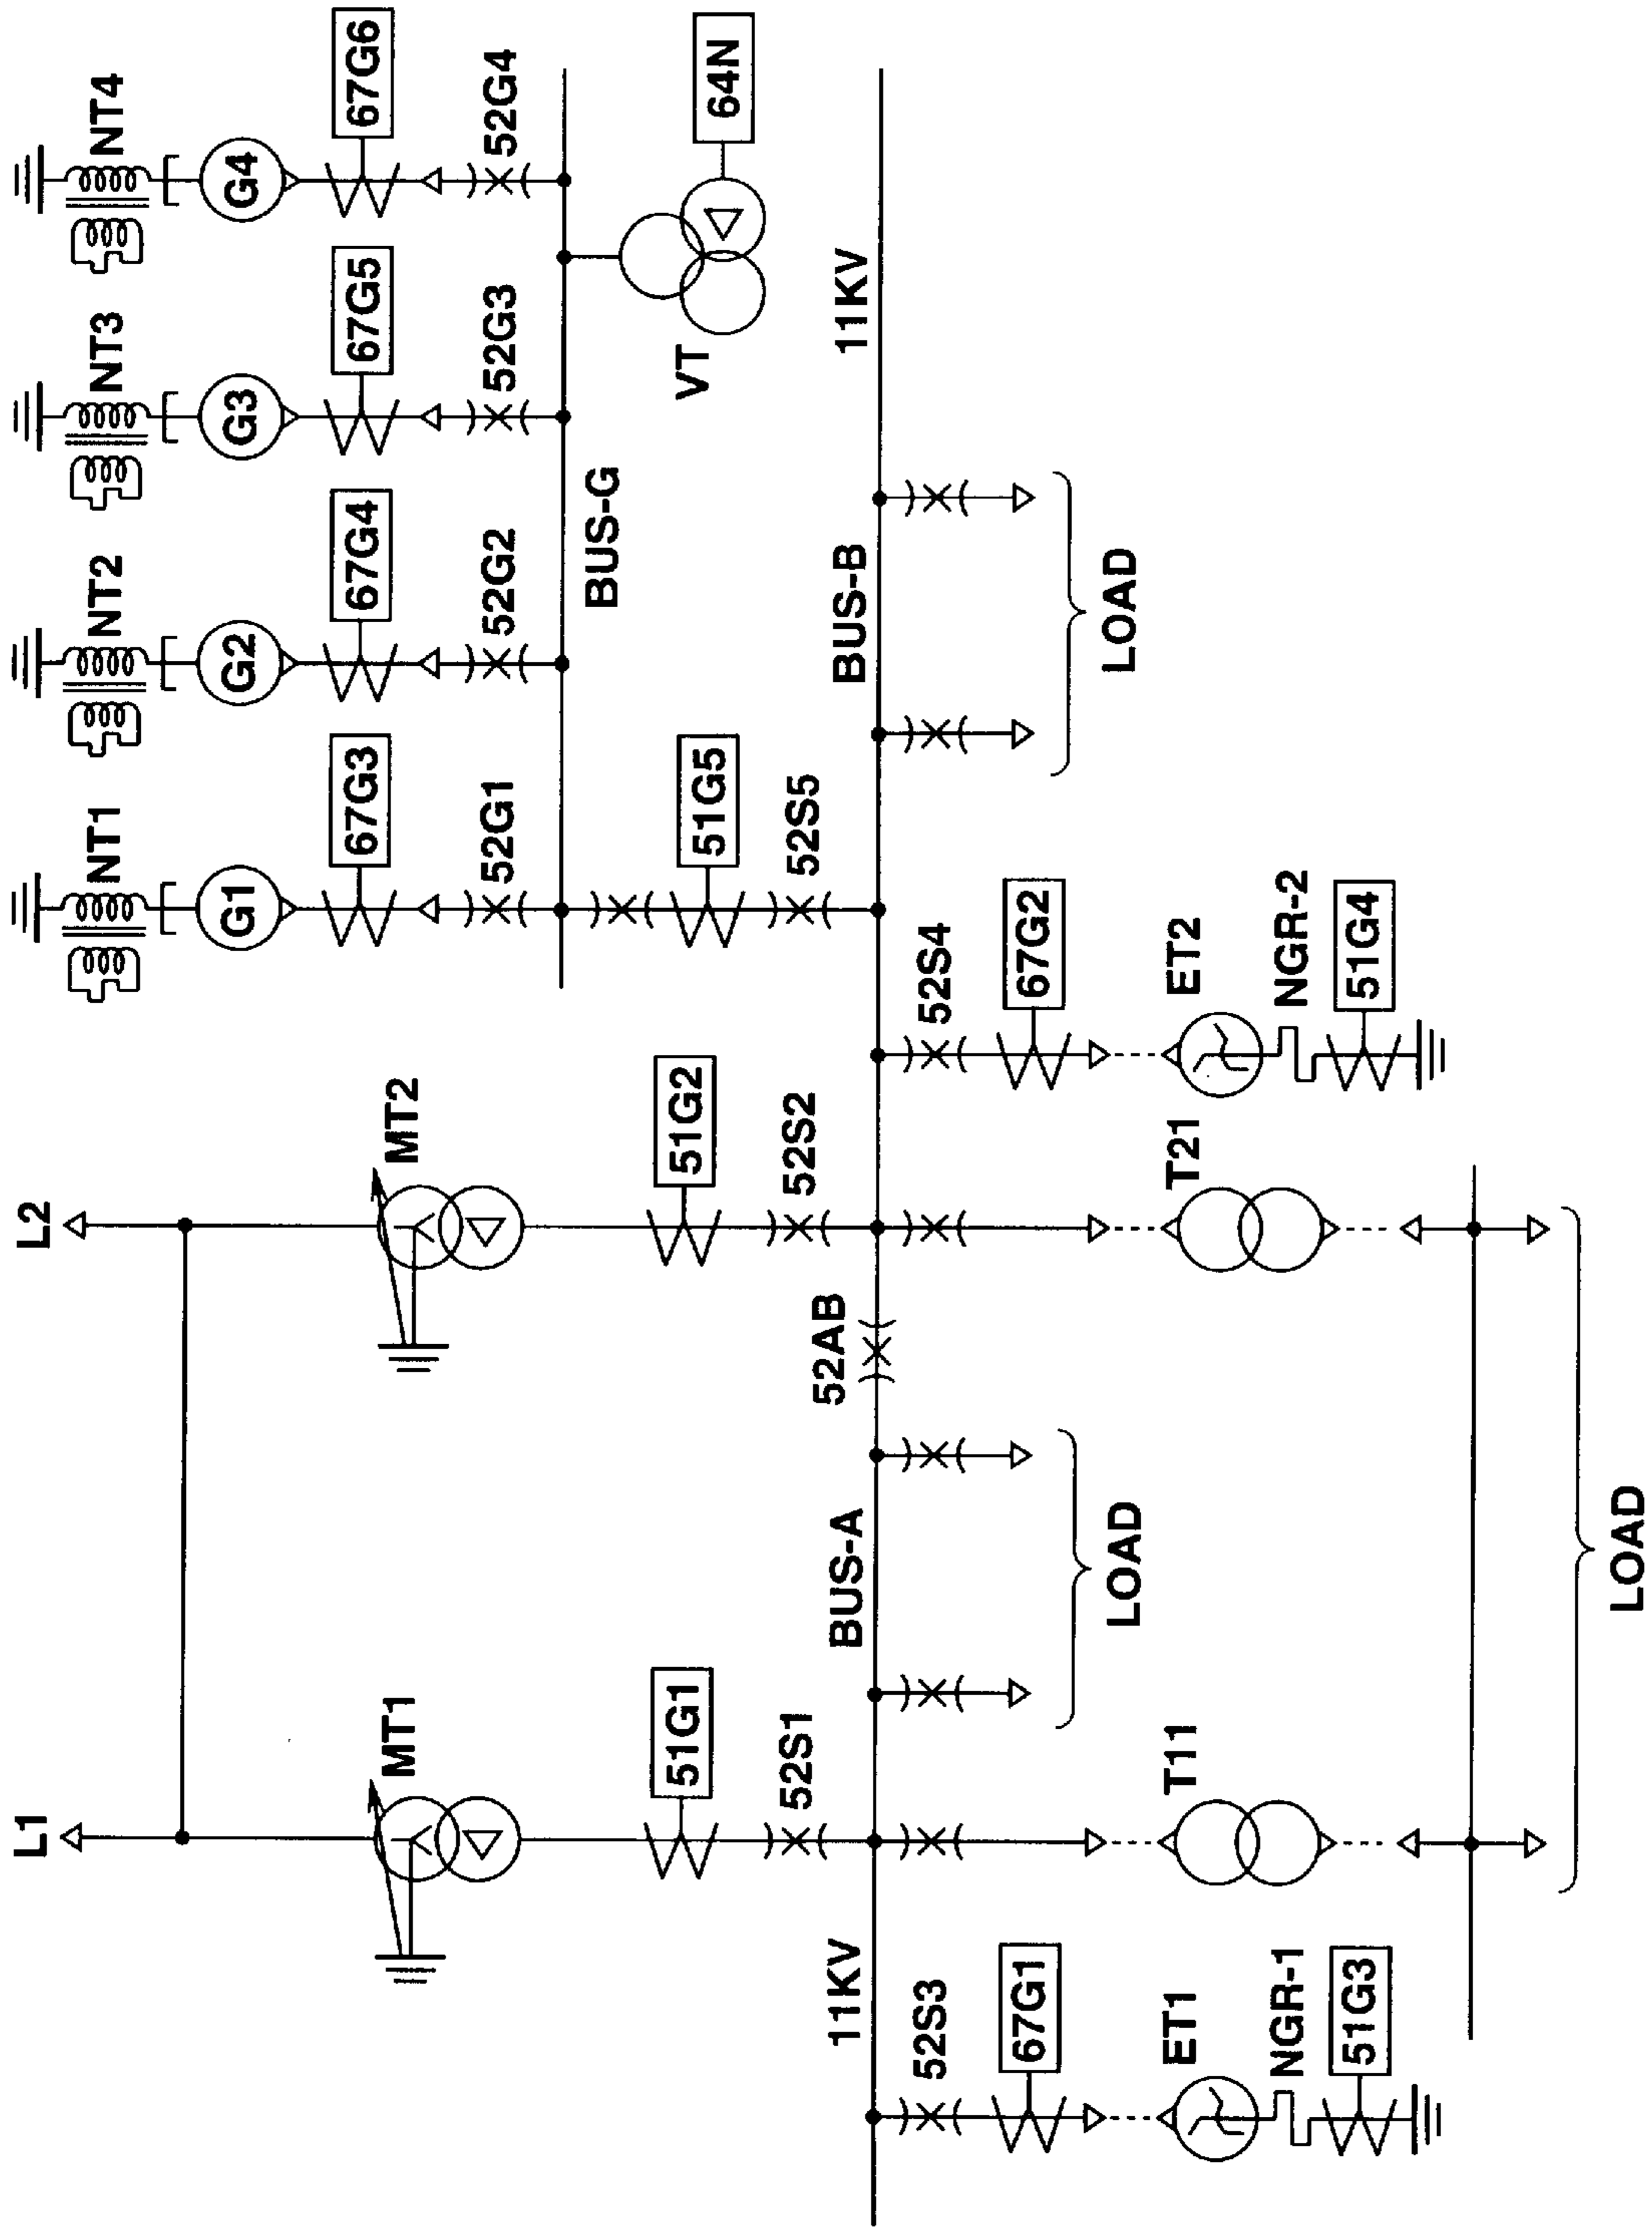 L1
L2
MT1
MT2
51G1
51G2
52S1
52S2
NT1
NT2
NT3
NT4
G1
G2
G3
G4
67G3
67G4
67G5
67G6
52G1
52G2
52G3
52G4
BUS-G
VT
64N
51G5
52S5
11KV
BUS-A
52AB
BUS-B
11KV
52S3
67G1
ET1
NGR-1
51G3
T11
LOAD
T21
52S4
67G2
ET2
NGR-2
51G4
LOAD
LOAD